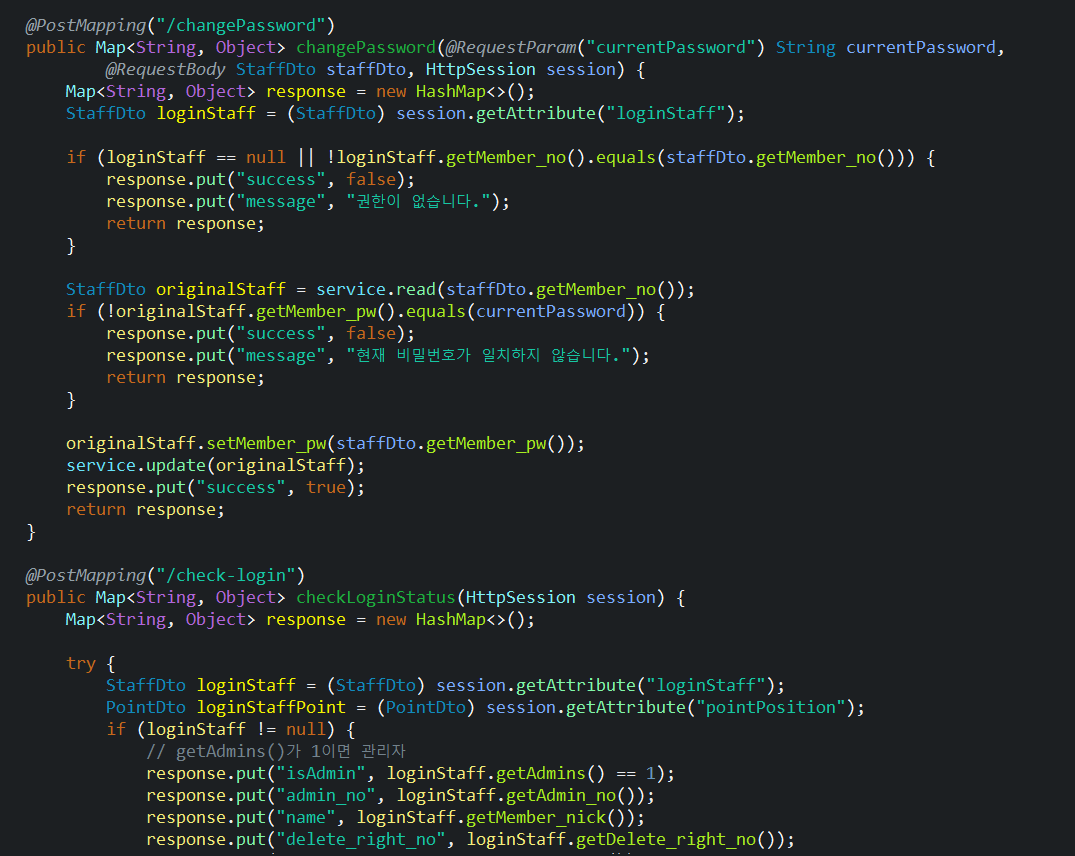 @PostMapping("/changePassword")
public Map<String, Object> changePassword(@RequestParam("currentPassword") String currentPassword,
        @RequestBody StaffDto staffDto, HttpSession session) {
    Map<String, Object> response = new HashMap<>();
    StaffDto loginStaff = (StaffDto) session.getAttribute("loginStaff");

    if (loginStaff == null || !loginStaff.getMember_no().equals(staffDto.getMember_no())) {
        response.put("success", false);
        response.put("message", "권한이 없습니다.");
        return response;
    }

    StaffDto originalStaff = service.read(staffDto.getMember_no());
    if (!originalStaff.getMember_pw().equals(currentPassword)) {
        response.put("success", false);
        response.put("message", "현재 비밀번호가 일치하지 않습니다.");
        return response;
    }

    originalStaff.setMember_pw(staffDto.getMember_pw());
    service.update(originalStaff);
    response.put("success", true);
    return response;
}

@PostMapping("/check-login")
public Map<String, Object> checkLoginStatus(HttpSession session) {
    Map<String, Object> response = new HashMap<>();

    try {
        StaffDto loginStaff = (StaffDto) session.getAttribute("loginStaff");
        PointDto loginStaffPoint = (PointDto) session.getAttribute("pointPosition");
        if (loginStaff != null) {
            // getAdmins()가 1이면 관리자
            response.put("isAdmin", loginStaff.getAdmins() == 1);
            response.put("admin_no", loginStaff.getAdmin_no());
            response.put("name", loginStaff.getMember_nick());
            response.put("delete_right_no", loginStaff.getDelete_right_no());